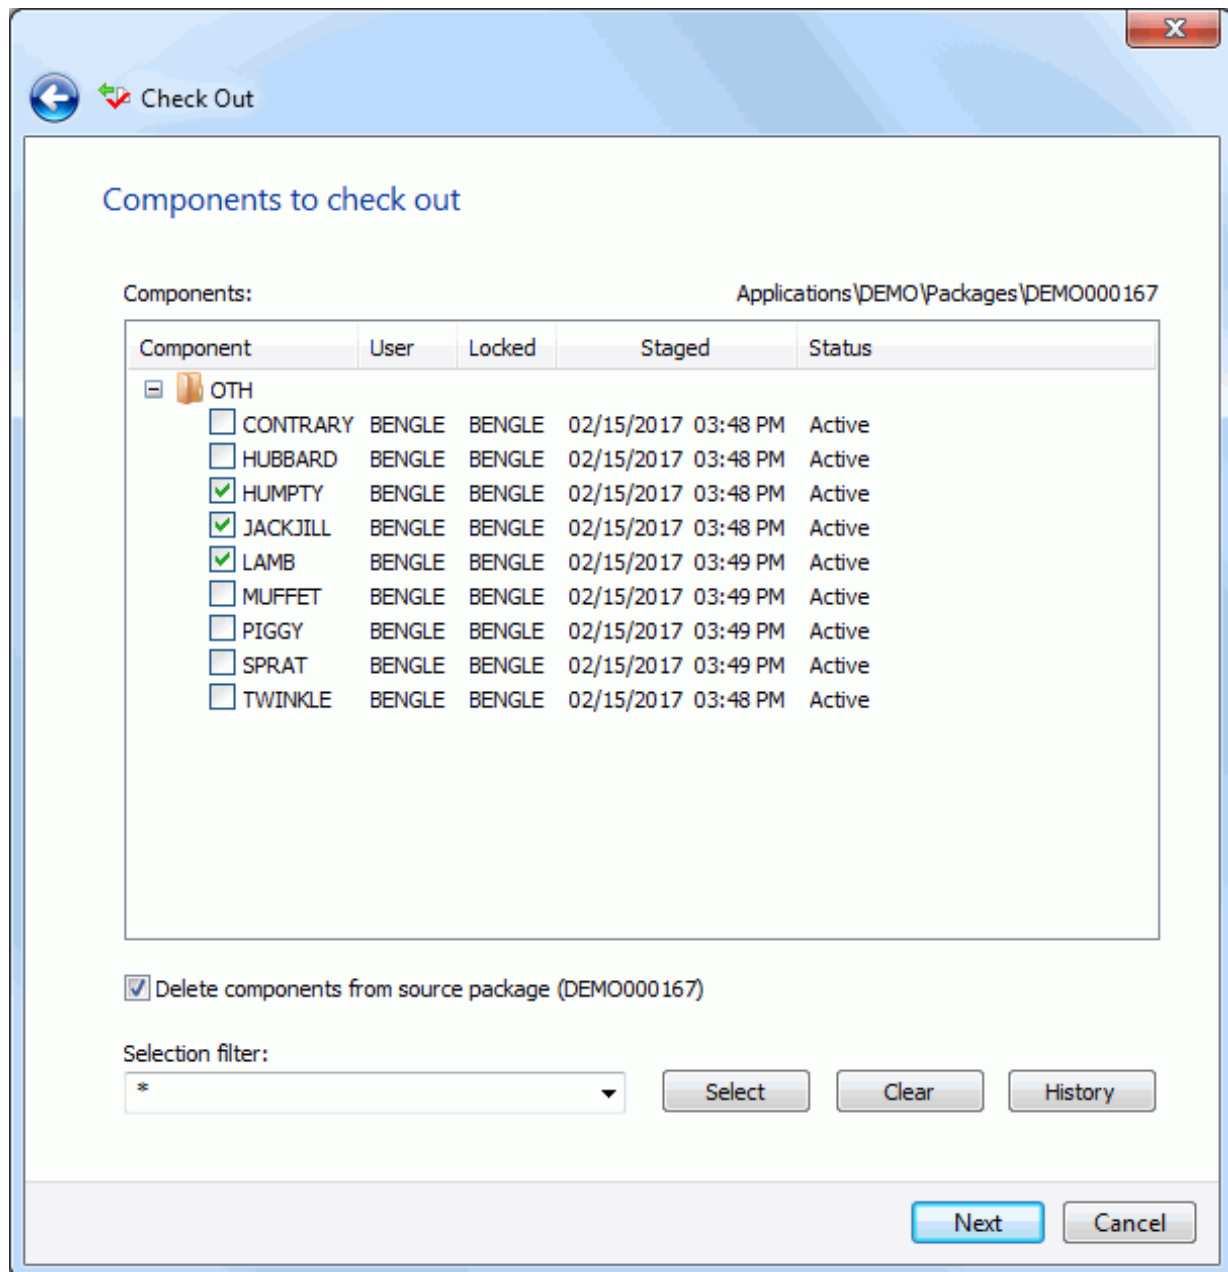 Check Out
Components to check out
Components: Applications\DEMO\Packages\DEMO000167
Component User Locked Staged Status
OTH
CONTRARY BENGLE BENGLE 02/15/2017 03:48 PM Active
HUBBARD BENGLE BENGLE 02/15/2017 03:48 PM Active
HUMPTY BENGLE BENGLE 02/15/2017 03:48 PM Active
JACKJILL BENGLE BENGLE 02/15/2017 03:48 PM Active
LAMB BENGLE BENGLE 02/15/2017 03:49 PM Active
MUFFET BENGLE BENGLE 02/15/2017 03:49 PM Active
PIGGY BENGLE BENGLE 02/15/2017 03:49 PM Active
SPRAT BENGLE BENGLE 02/15/2017 03:49 PM Active
TWINKLE BENGLE BENGLE 02/15/2017 03:48 PM Active
Delete components from source package (DEMO000167)
Selection filter:
* Select Clear History
Next Cancel